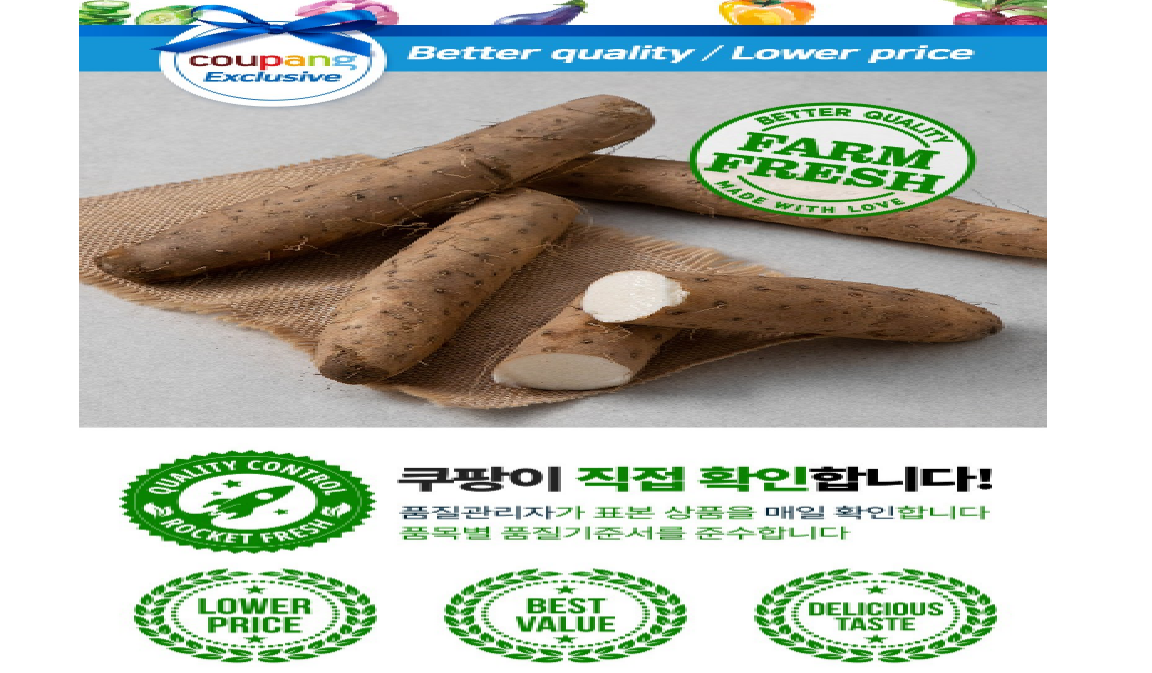 coupang
Exclusive
Better quality / Lower price
BETTER QUALITY
FARM
FRESH
MADE WITH LOVE
QUALITY CONTROL
ROCKET FRESH
쿠팡이 직접 확인합니다!
품질관리자가 표본 상품을 매일 확인합니다
품목별 품질기준서를 준수합니다
LOWER
PRICE
BEST
VALUE
DELICIOUS
TASTE